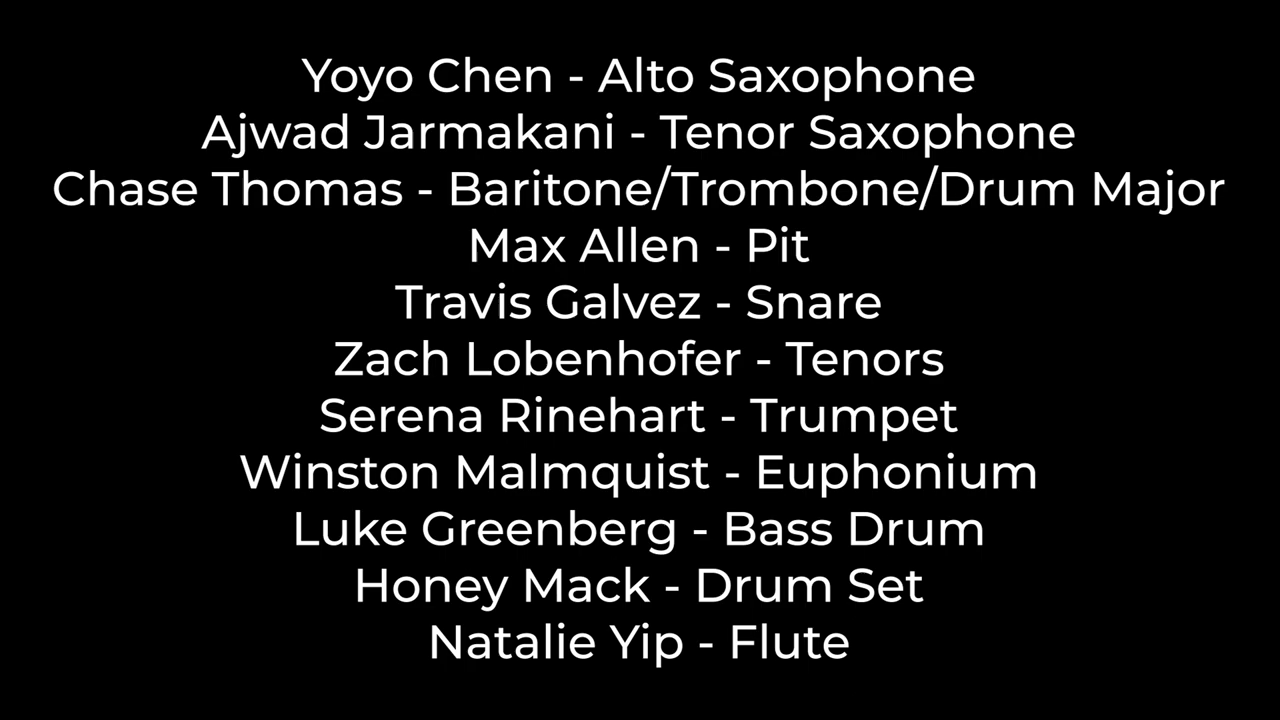 Yoyo Chen - Alto Saxophone
Ajwad Jarmakani - Tenor Saxophone
Chase Thomas - Baritone/Trombone/Drum Major
Max Allen - Pit
Travis Galvez - Snare
Zach Lobenhofer - Tenors
Serena Rinehart - Trumpet
Winston Malmquist - Euphonium
Luke Greenberg - Bass Drum
Honey Mack - Drum Set
Natalie Yip - Flute